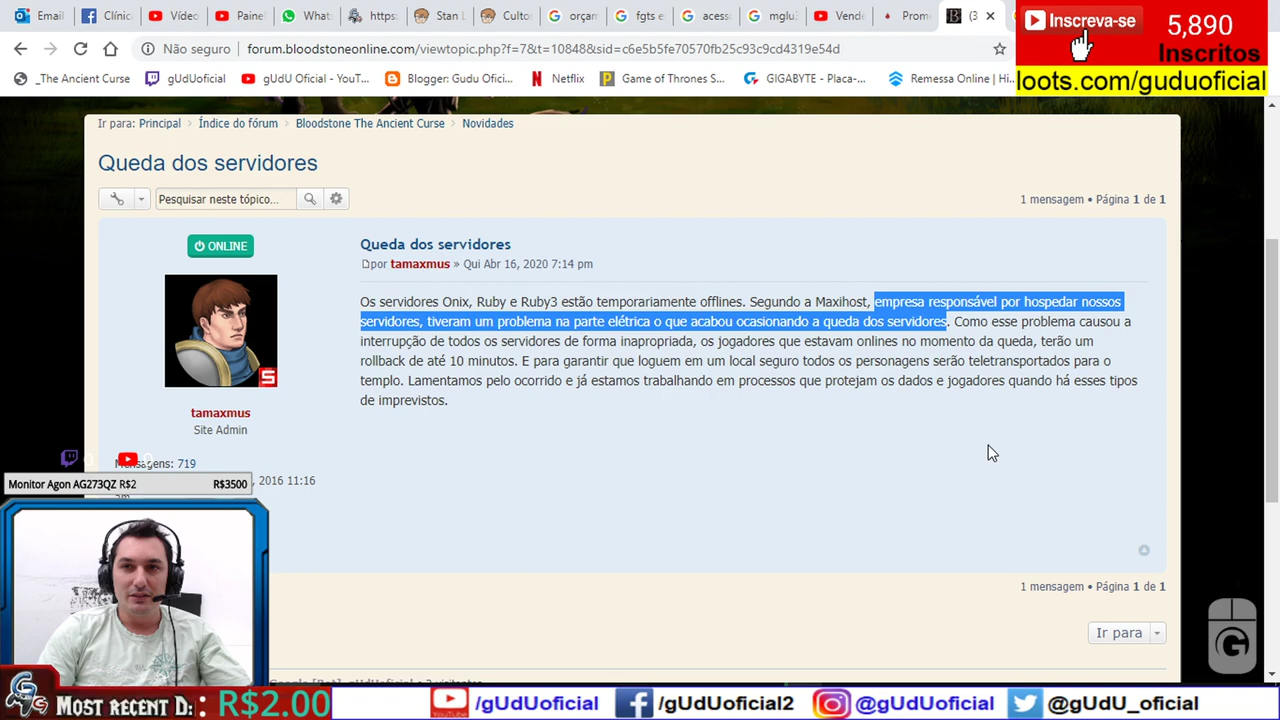 Email
Clínic
Víde
Paine
What
https:
Stan L
Culto
orçam
fgts e
acess
mglu3
Vende
Prom
(3
Não seguro
forum.bloodstoneonline.com/viewtopic.php?f=7&t=10848&sid=c6e5b5fe70570fb25c93c9cd4319e54d
Inscreva-se
5,890
Inscritos
loots.com/guduoficial
_The Ancient Curse
gUdUoficial
gUdU Oficial - YouT...
Blogger: Gudu Ofici...
Netflix
Game of Thrones S...
GIGABYTE - Placa-...
Remessa Online | Hi...
Ir para: Principal › Índice do fórum › Bloodstone The Ancient Curse › Novidades
Queda dos servidores
Pesquisar neste tópico...
1 mensagem • Página 1 de 1
ONLINE
Queda dos servidores
por tamaxmus » Qui Abr 16, 2020 7:14 pm
Os servidores Onix, Ruby e Ruby3 estão temporariamente offlines. Segundo a Maxihost, empresa responsável por hospedar nossos
servidores, tiveram um problema na parte elétrica o que acabou ocasionando a queda dos servidores. Como esse problema causou a
interrupção de todos os servidores de forma inapropriada, os jogadores que estavam onlines no momento da queda, terão um
rollback de até 10 minutos. E para garantir que loguem em um local seguro todos os personagens serão teletransportados para o
templo. Lamentamos pelo ocorrido e já estamos trabalhando em processos que protejam os dados e jogadores quando há esses tipos
de imprevistos.
tamaxmus
Site Admin
Mensagens: 719
, 2016 11:16
Monitor Agon AG273QZ R$2
R$3500
1 mensagem • Página 1 de 1
Ir para
G
Most recent D.: R$2.00
/gUdUoficial
/gUdUoficial2
@gUdUoficial
@gUdU_oficial